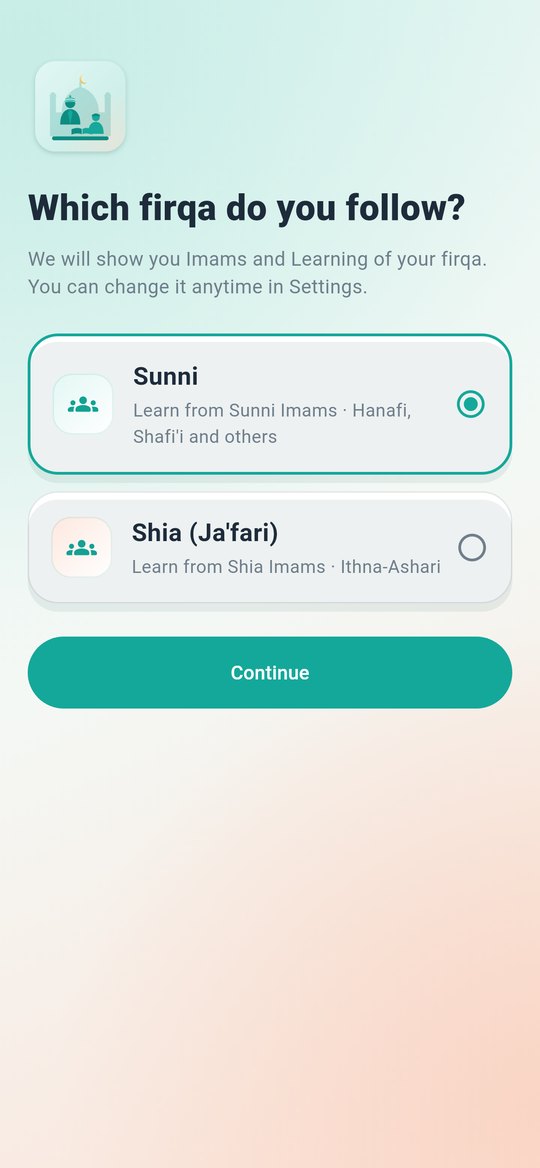 Which firqa do you follow?
We will show you Imams and Learning of your firqa.
You can change it anytime in Settings.
Sunni
Learn from Sunni Imams · Hanafi,
Shafi'i and others
Shia (Ja'fari)
Learn from Shia Imams · Ithna-Ashari
Continue